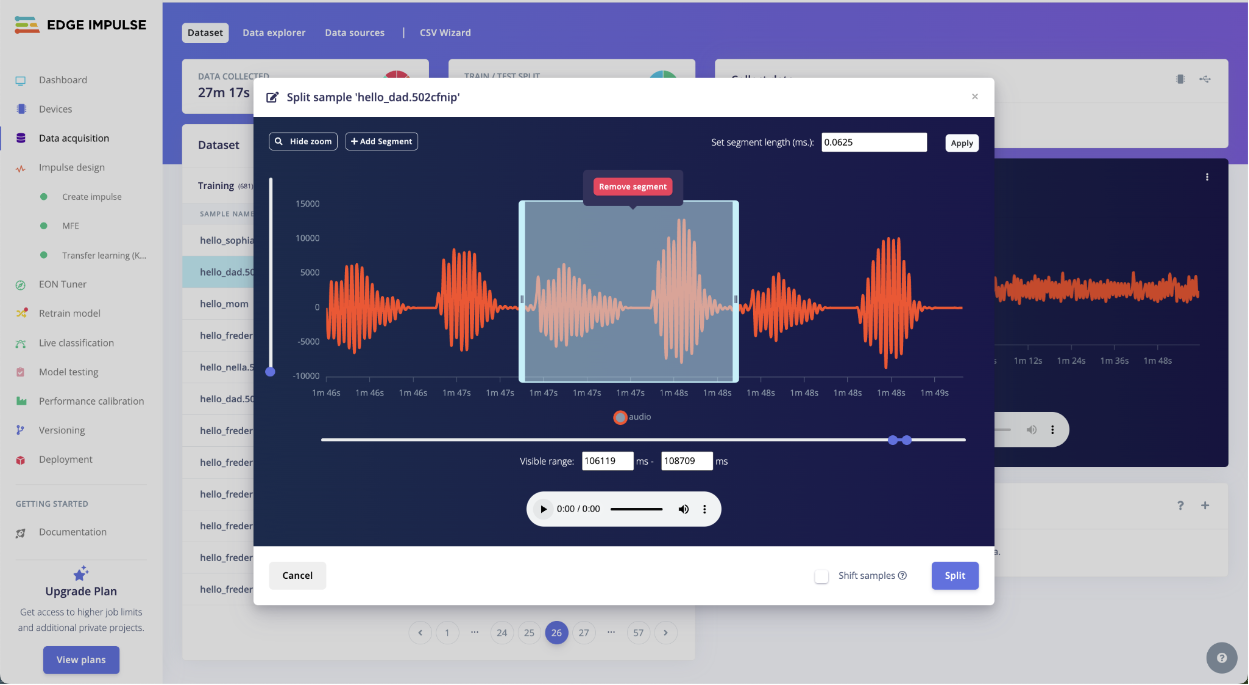 EDGE IMPULSE
Dataset
Data explorer
Data sources
CSV Wizard
Dashboard
Devices
Data acquisition
Impulse design
Create impulse
MFE
Transfer learning (K...
EON Tuner
Retrain model
Live classification
Model testing
Performance calibration
Versioning
Deployment
GETTING STARTED
Documentation
Upgrade Plan
Get access to higher job limits
and additional private projects.
View plans
DATA COLLECTED
27m 17s
TRAIN / TEST SPLIT
Dataset
Training (681)
SAMPLE NAME
hello_sophia
hello_dad.502
hello_mom
hello_freder
hello_nella.5
hello_dad.50
hello_freder
hello_freder
hello_freder
hello_freder
hello_freder
hello_freder
1 ... 24 25 26 27 ... 57
Split sample 'hello_dad.502cfnip'
×
Hide zoom
+ Add Segment
Set segment length (ms.): 0.0625
Apply
Remove segment
15000
10000
5000
0
-5000
-10000
1m 46s 1m 46s 1m 46s 1m 47s 1m 47s 1m 47s 1m 47s 1m 47s 1m 48s 1m 48s 1m 48s 1m 48s 1m 48s 1m 48s 1m 49s
audio
Visible range: 106119 ms - 108709 ms
0:00 / 0:00
Cancel
Shift samples ?
Split
1m 12s 1m 24s 1m 36s 1m 48s
? +
a.
?